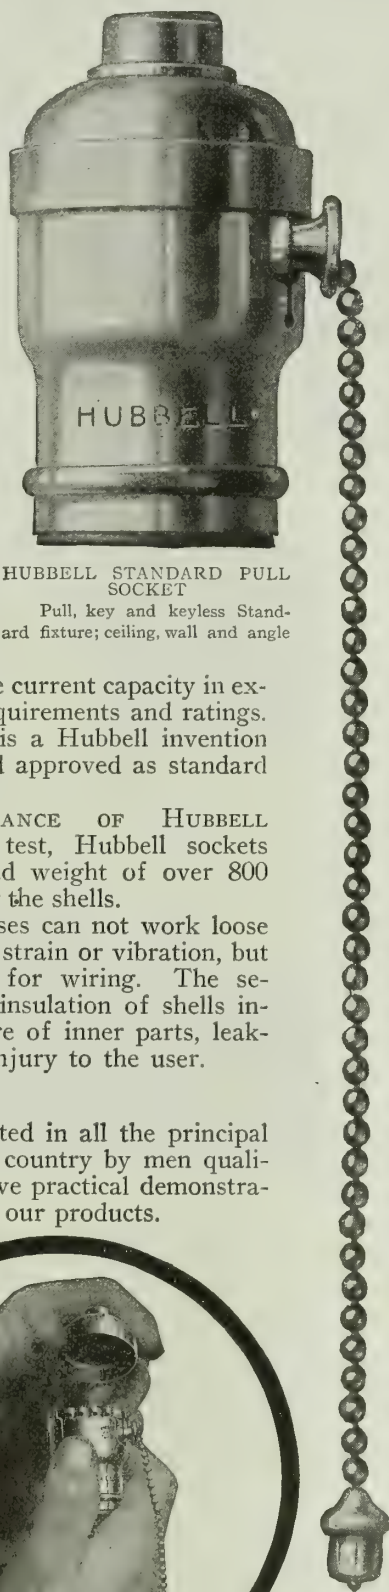 HUBBELL
HUBBELL STANDARD PULL
SOCKET
Pull, key and keyless Stand-
ard fixture; ceiling, wall and angle
e current capacity in ex-
quirements and ratings.
is a Hubbell invention
d approved as standard
ANCE OF HUBBELL
test, Hubbell sockets
d weight of over 800
the shells.
ses can not work loose
strain or vibration, but
for wiring. The se-
insulation of shells in-
re of inner parts, leak-
njury to the user.
ted in all the principal
country by men quali-
ve practical demonstra-
our products.